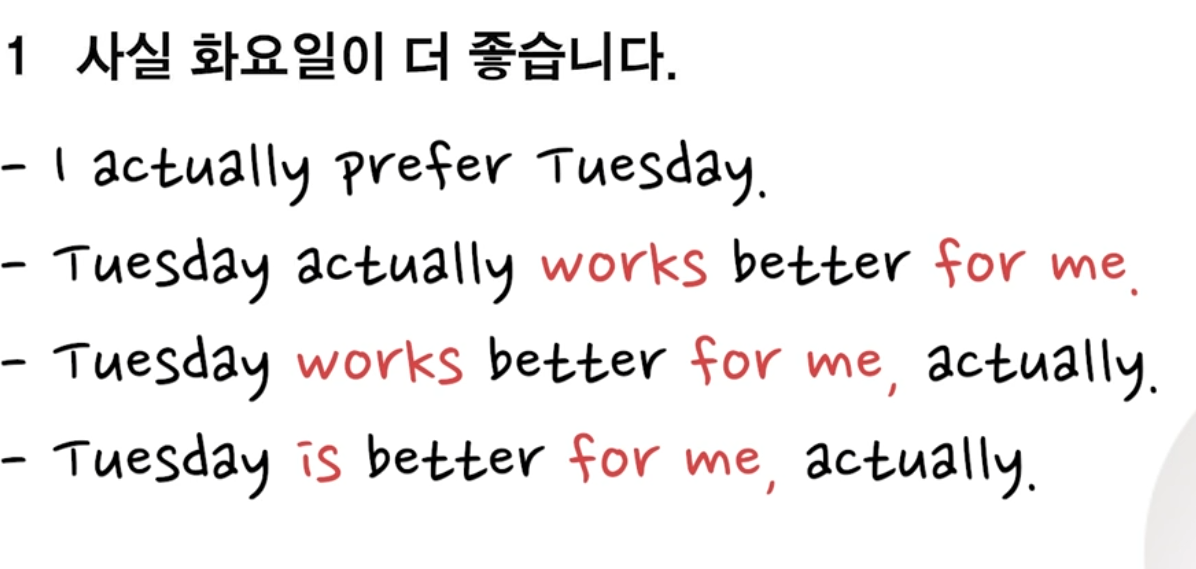 1 사실 화요일이 더 좋습니다.
- I actually prefer Tuesday.
- Tuesday actually works better for me.
- Tuesday works better for me, actually.
- Tuesday is better for me, actually.